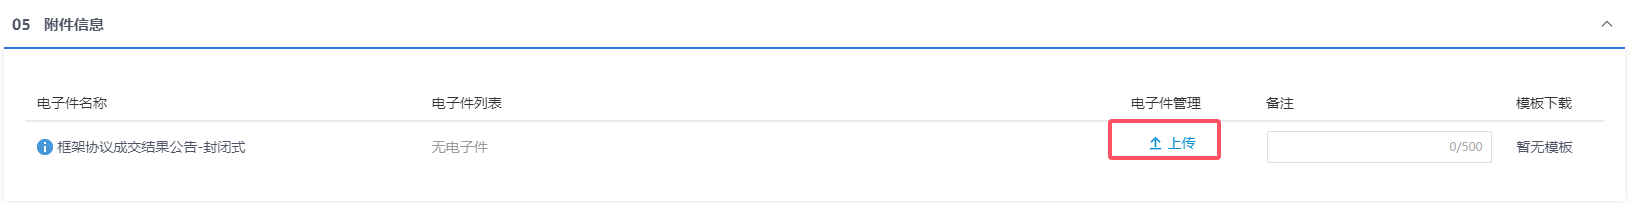 05 附件信息
电子件名称 电子件列表 电子件管理 备注 模板下载
框架协议成交结果公告-封闭式 无电子件 上传 0/500 暂无模板